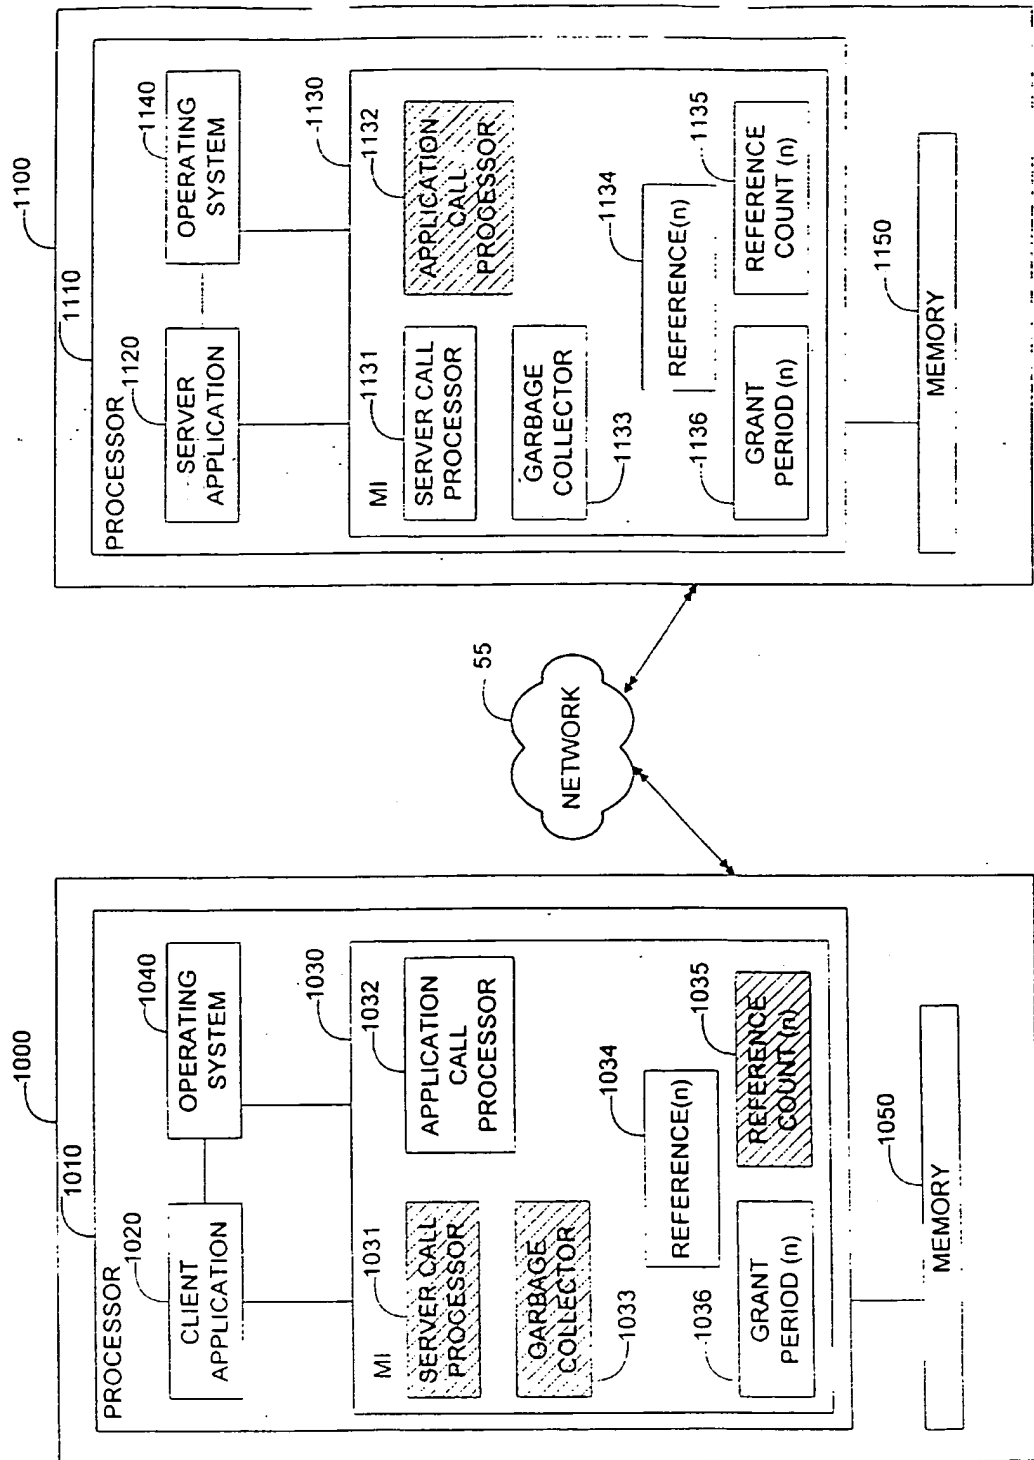 1000
1010
PROCESSOR
1020
CLIENT
APPLICATION
1040
OPERATING
SYSTEM
1030
MI
1031
SERVER CALL
PROCESSOR
1032
APPLICATION
CALL
PROCESSOR
GARBAGE
COLLECTOR
1033
1034
REFERENCE(n)
1035
REFERENCE
COUNT (n)
1036
GRANT
PERIOD (n)
1050
MEMORY
55
NETWORK
1100
1110
PROCESSOR
1120
SERVER
APPLICATION
1140
OPERATING
SYSTEM
1130
MI
1131
SERVER CALL
PROCESSOR
1132
APPLICATION
CALL
PROCESSOR
GARBAGE
COLLECTOR
1133
1134
REFERENCE(n)
1135
REFERENCE
COUNT (n)
1136
GRANT
PERIOD (n)
1150
MEMORY